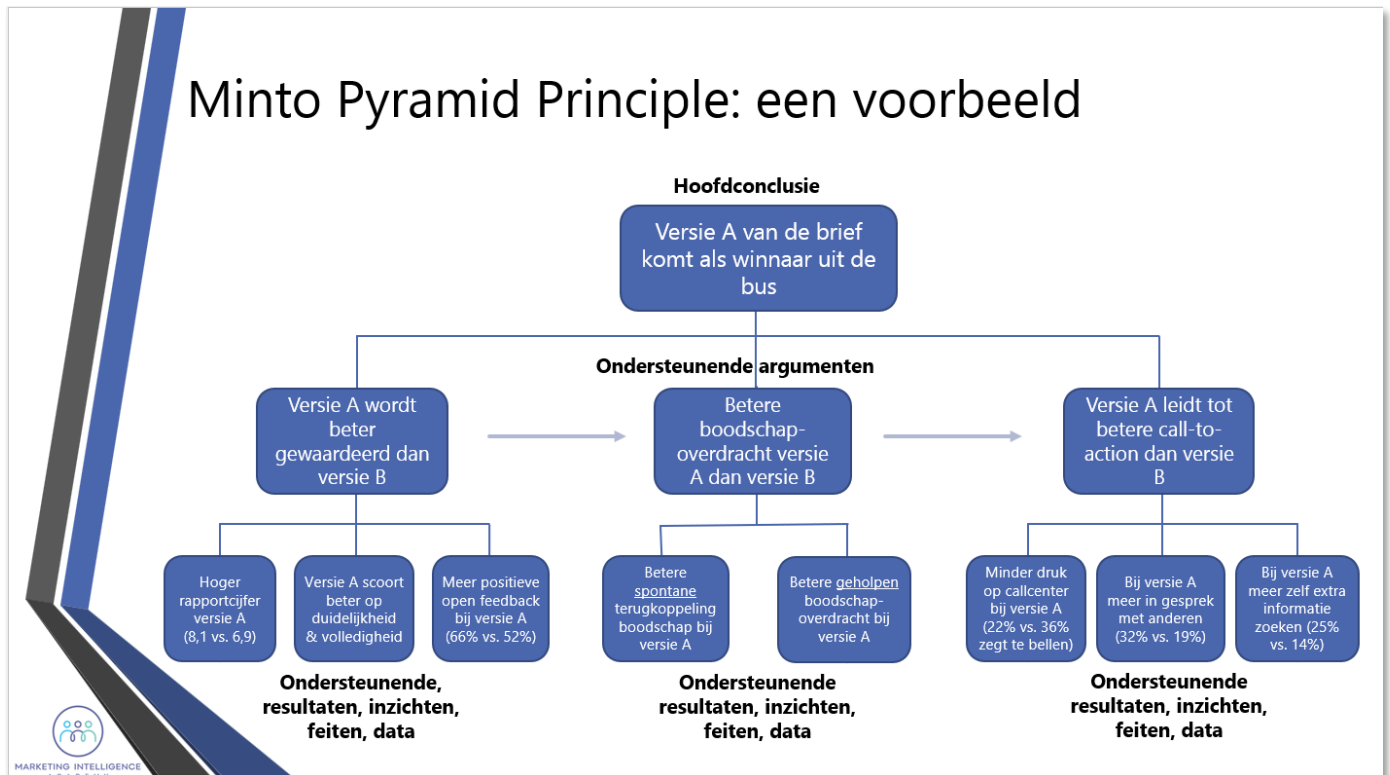 Minto Pyramid Principle: een voorbeeld
Hoofdconclusie
Versie A van de brief
komt als winnaar uit de
bus
Ondersteunende argumenten
Versie A wordt
beter
gewaardeerd dan
versie B
Betere
boodschap-
overdracht versie
A dan versie B
Versie A leidt tot
betere call-to-
action dan versie
B
Hoger
rapportcijfer
versie A
(8,1 vs. 6,9)
Versie A scoort
beter op
duidelijkheid
& volledigheid
Meer positieve
open feedback
bij versie A
(66% vs. 52%)
Betere
spontane
terugkoppeling
boodschap bij
versie A
Betere geholpen
boodschap-
overdracht bij
versie A
Minder druk
op callcenter
bij versie A
(22% vs. 36%
zegt te bellen)
Bij versie A
meer in gesprek
met anderen
(32% vs. 19%)
Bij versie A
meer zelf extra
informatie
zoeken (25%
vs. 14%)
Ondersteunende,
resultaten, inzichten,
feiten, data
Ondersteunende
resultaten, inzichten,
feiten, data
Ondersteunende
resultaten, inzichten,
feiten, data
MARKETING INTELLIGENCE